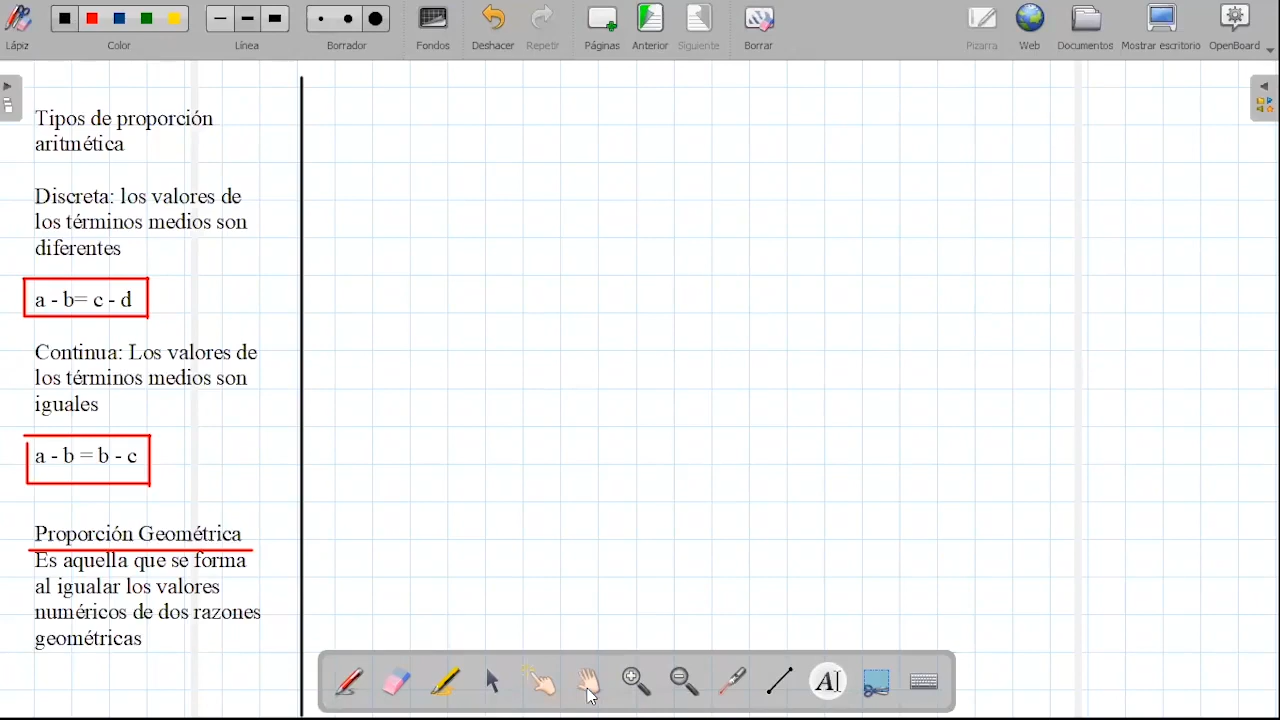 Lápiz
Color
Línea
Borrador
Fondos
Deshacer
Repetir
Páginas
Anterior
Siguiente
Borrar
Pizarra
Web
Documentos
Mostrar escritorio
OpenBoard
Tipos de proporción
aritmética
Discreta: los valores de
los términos medios son
diferentes
a - b= c - d
Continua: Los valores de
los términos medios son
iguales
a - b = b - c
Proporción Geométrica
Es aquella que se forma
al igualar los valores
numéricos de dos razones
geométricas